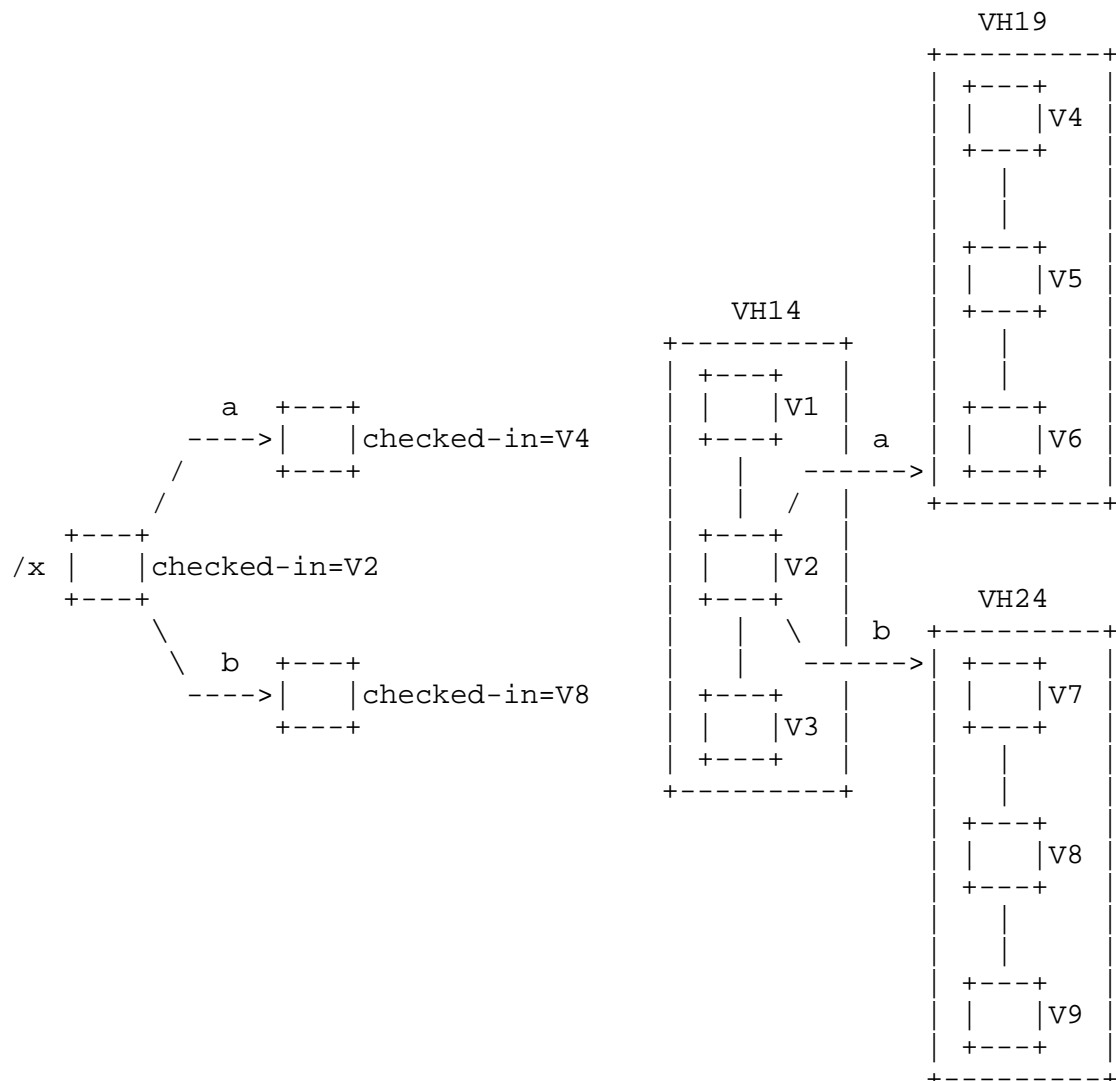 VH19
V4
V5
VH14
V1
a
checked-in=V4
V6
a
/x
checked-in=V2
V2
VH24
b
b
checked-in=V8
V7
V3
V8
V9